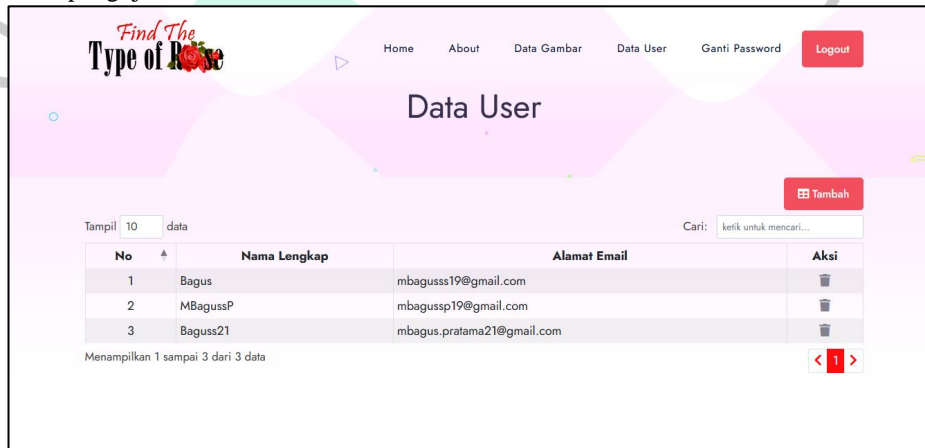 Find The
Type of Rose
Home About Data Gambar Data User Ganti Password Logout
Data User
Tambah
Tampil 10 data Cari: ketik untuk mencari...
No Nama Lengkap Alamat Email Aksi
1 Bagus mbagusss19@gmail.com
2 MBagussP mbagussp19@gmail.com
3 Baguss21 mbagus.pratama21@gmail.com
Menampilkan 1 sampai 3 dari 3 data
< 1 >